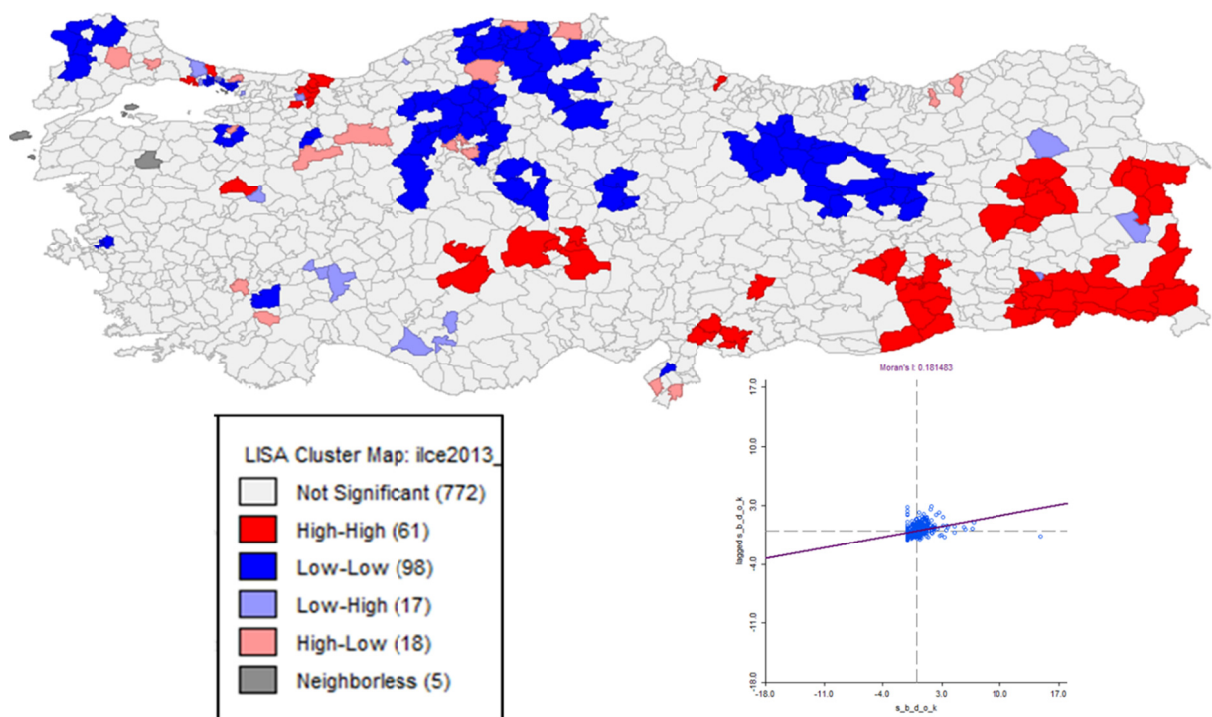 LISA Cluster Map: ilce2013_
Not Significant (772)
High-High (61)
Low-Low (98)
Low-High (17)
High-Low (18)
Neighborless (5)
Moran's I: 0.181483
17.0
10.0
3.0
-4.0
-11.0
-18.0
lagged s_b_d_o_k
-18.0 -11.0 -4.0 3.0 10.0 17.0
s_b_d_o_k